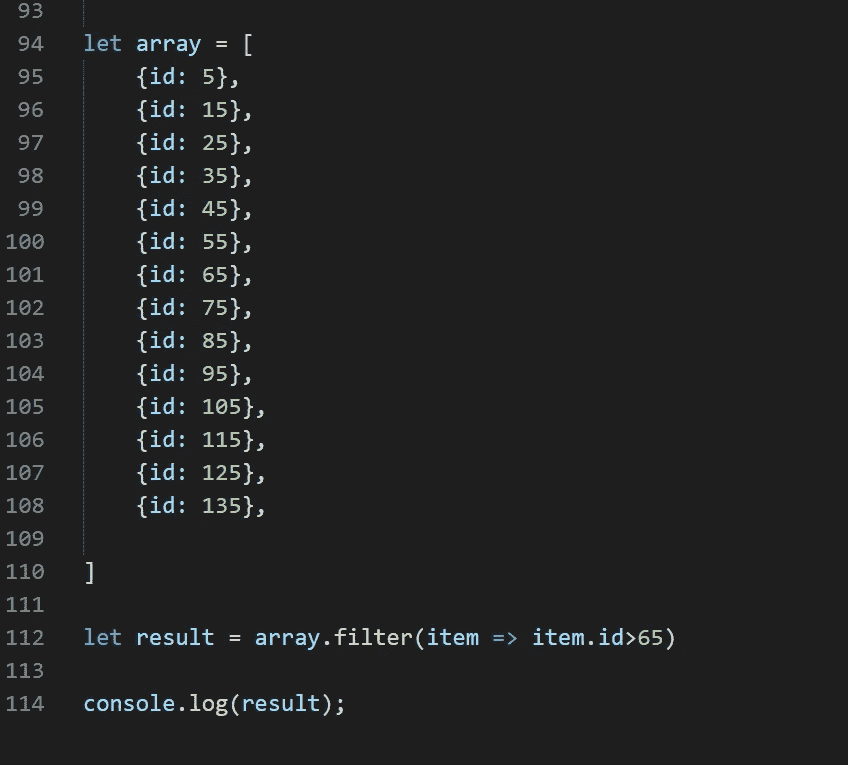 93
94 let array = [
95 {id: 5},
96 {id: 15},
97 {id: 25},
98 {id: 35},
99 {id: 45},
100 {id: 55},
101 {id: 65},
102 {id: 75},
103 {id: 85},
104 {id: 95},
105 {id: 105},
106 {id: 115},
107 {id: 125},
108 {id: 135},
109
110 ]
111
112 let result = array.filter(item => item.id>65)
113
114 console.log(result);